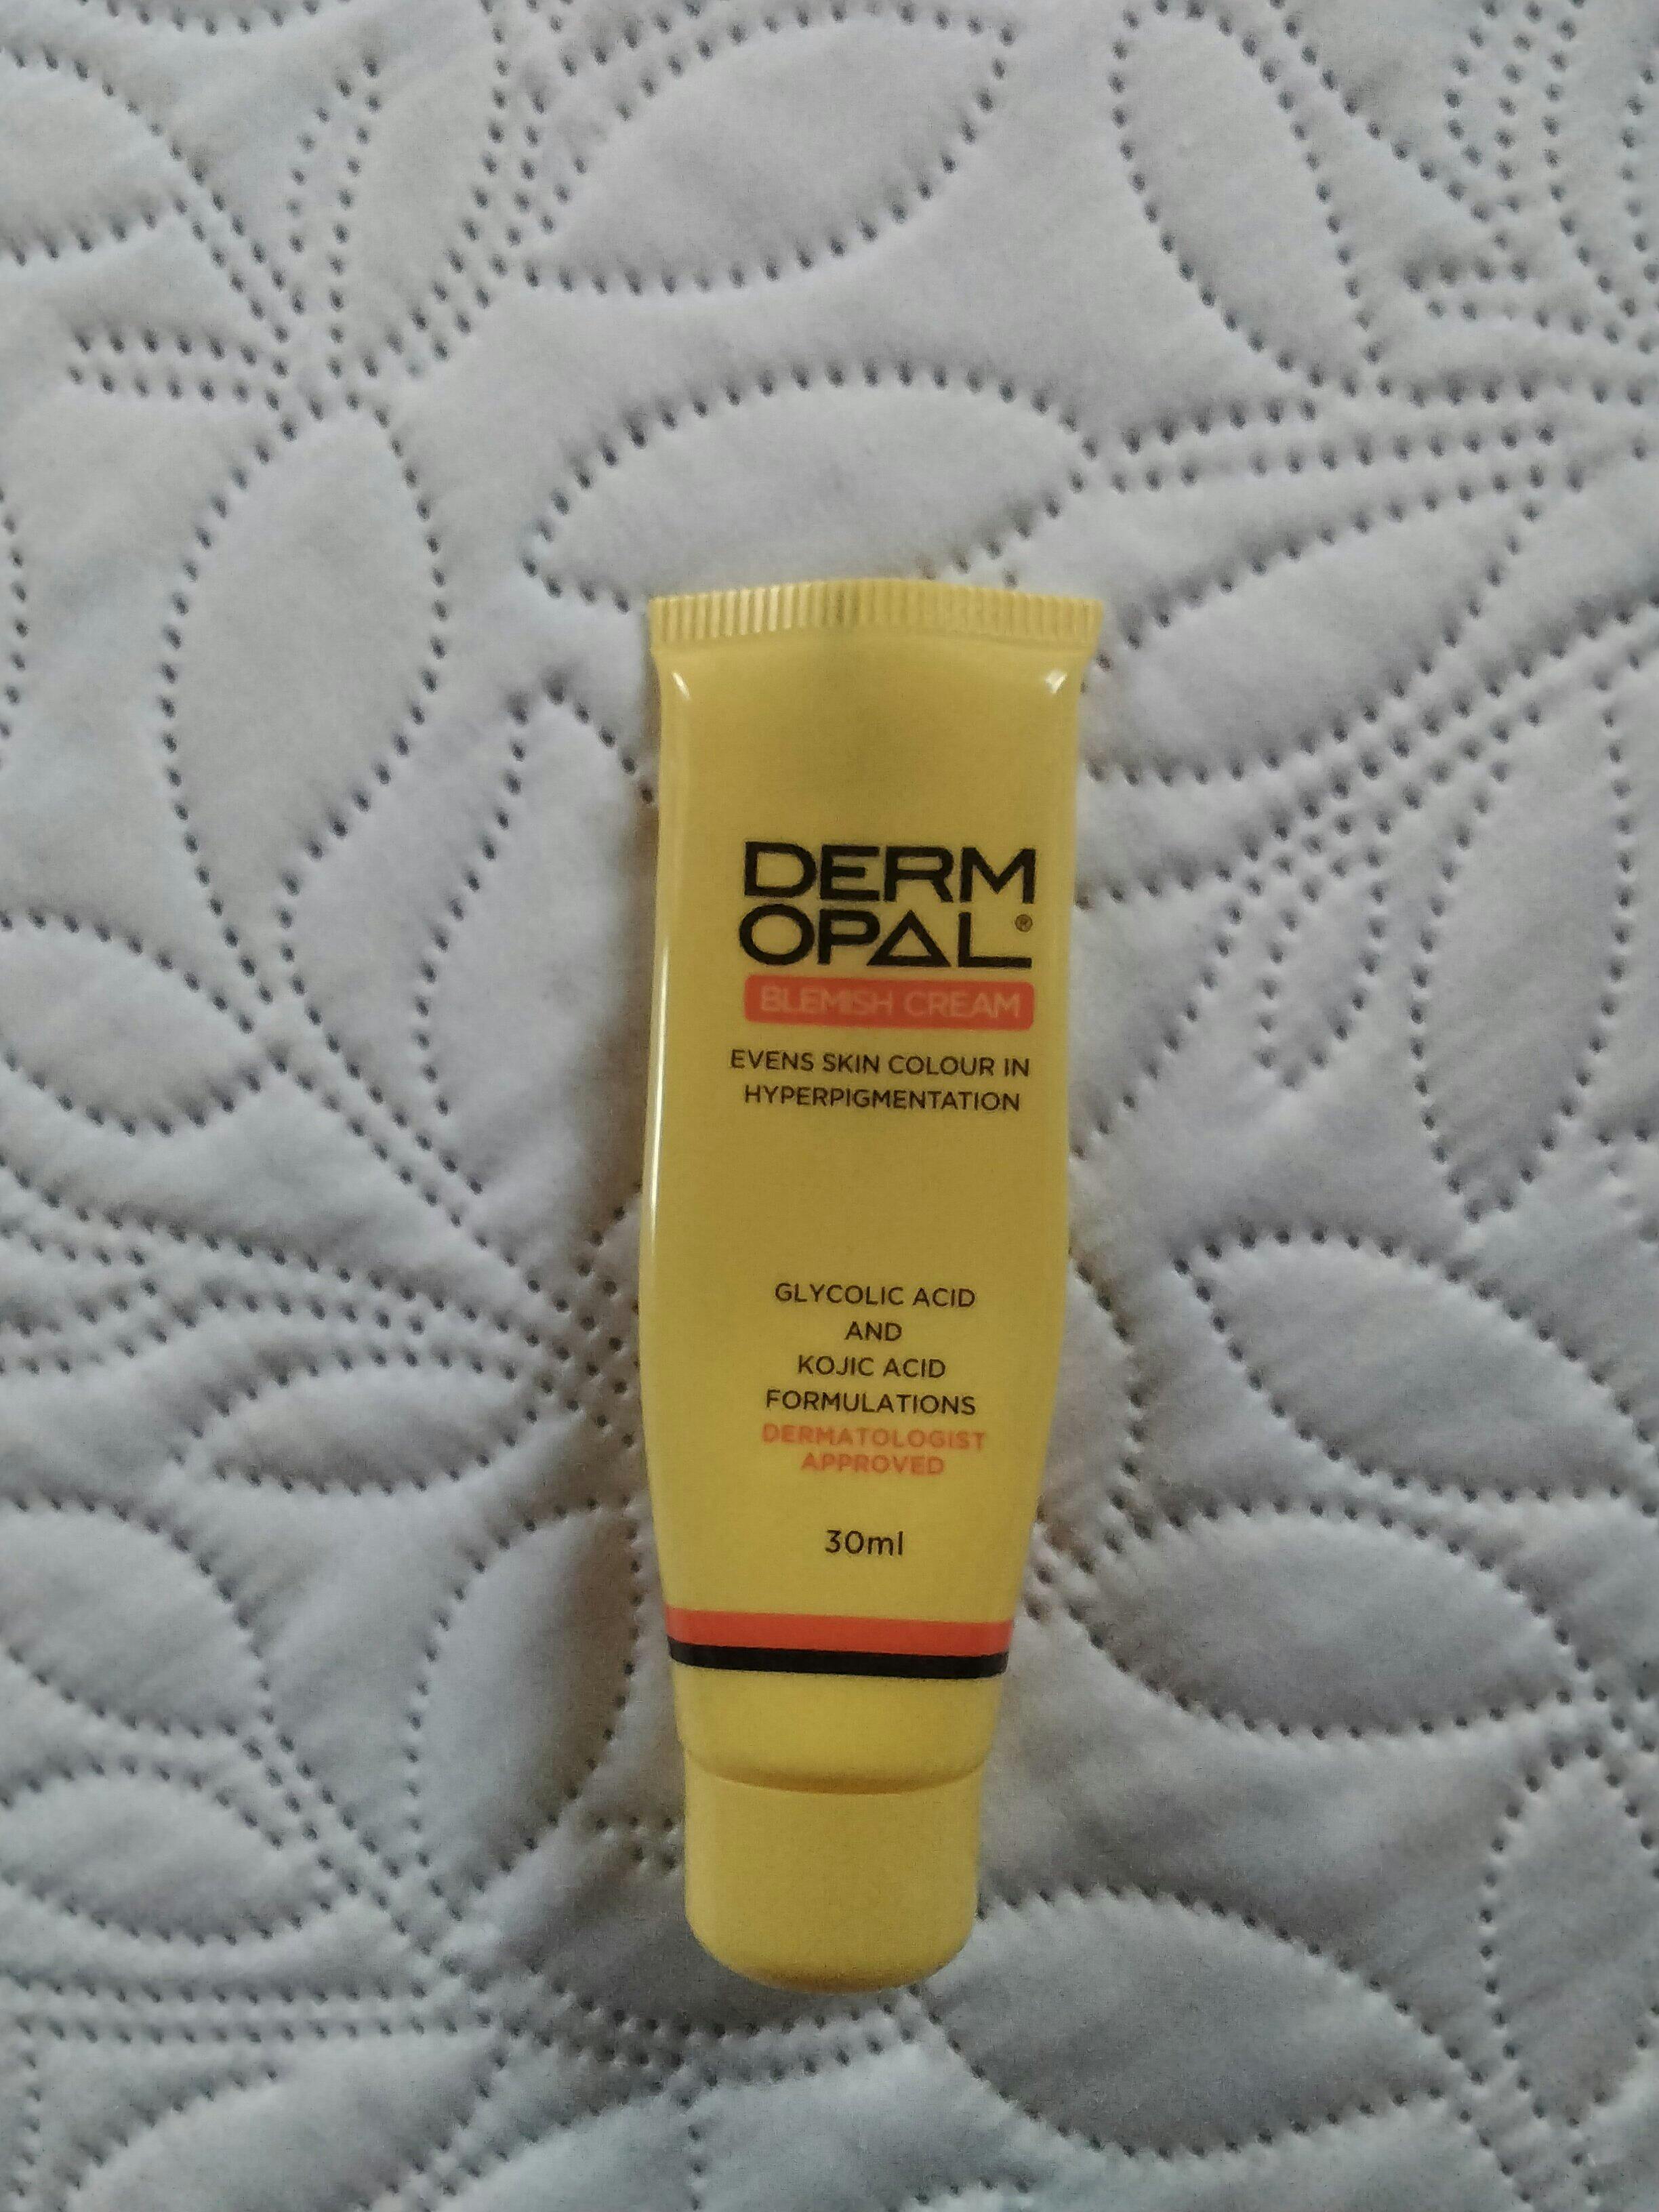 DERM
OPAL®
BLEMISH CREAM
EVENS SKIN COLOUR IN
HYPERPIGMENTATION
GLYCOLIC ACID
AND
KOJIC ACID
FORMULATIONS
DERMATOLOGIST
APPROVED
30ml